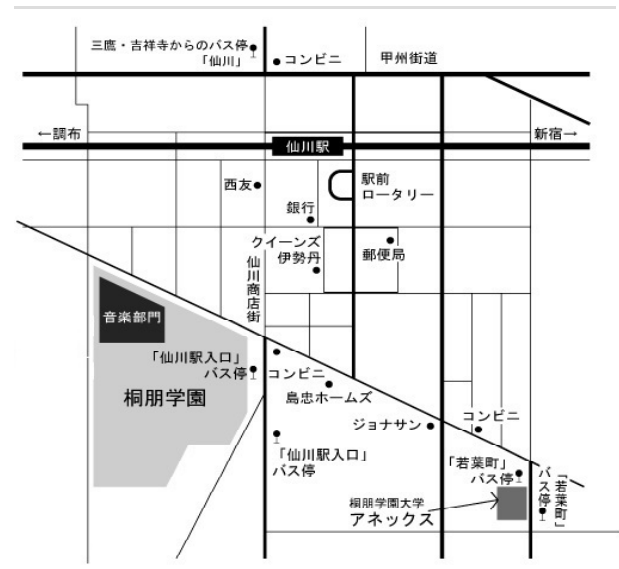 三鷹・吉祥寺からのバス停
「仙川」
コンビニ
甲州街道
←調布
仙川駅
新宿→
西友
駅前
ロータリー
銀行
クイーンズ
伊勢丹
郵便局
仙川商店街
音楽部門
「仙川駅入口」
バス停
コンビニ
桐朋学園
島忠ホームズ
ジョナサン
コンビニ
「仙川駅入口」
バス停
「若葉町」
バス停
「若葉町」
バス停
桐朋学園大学
アネックス